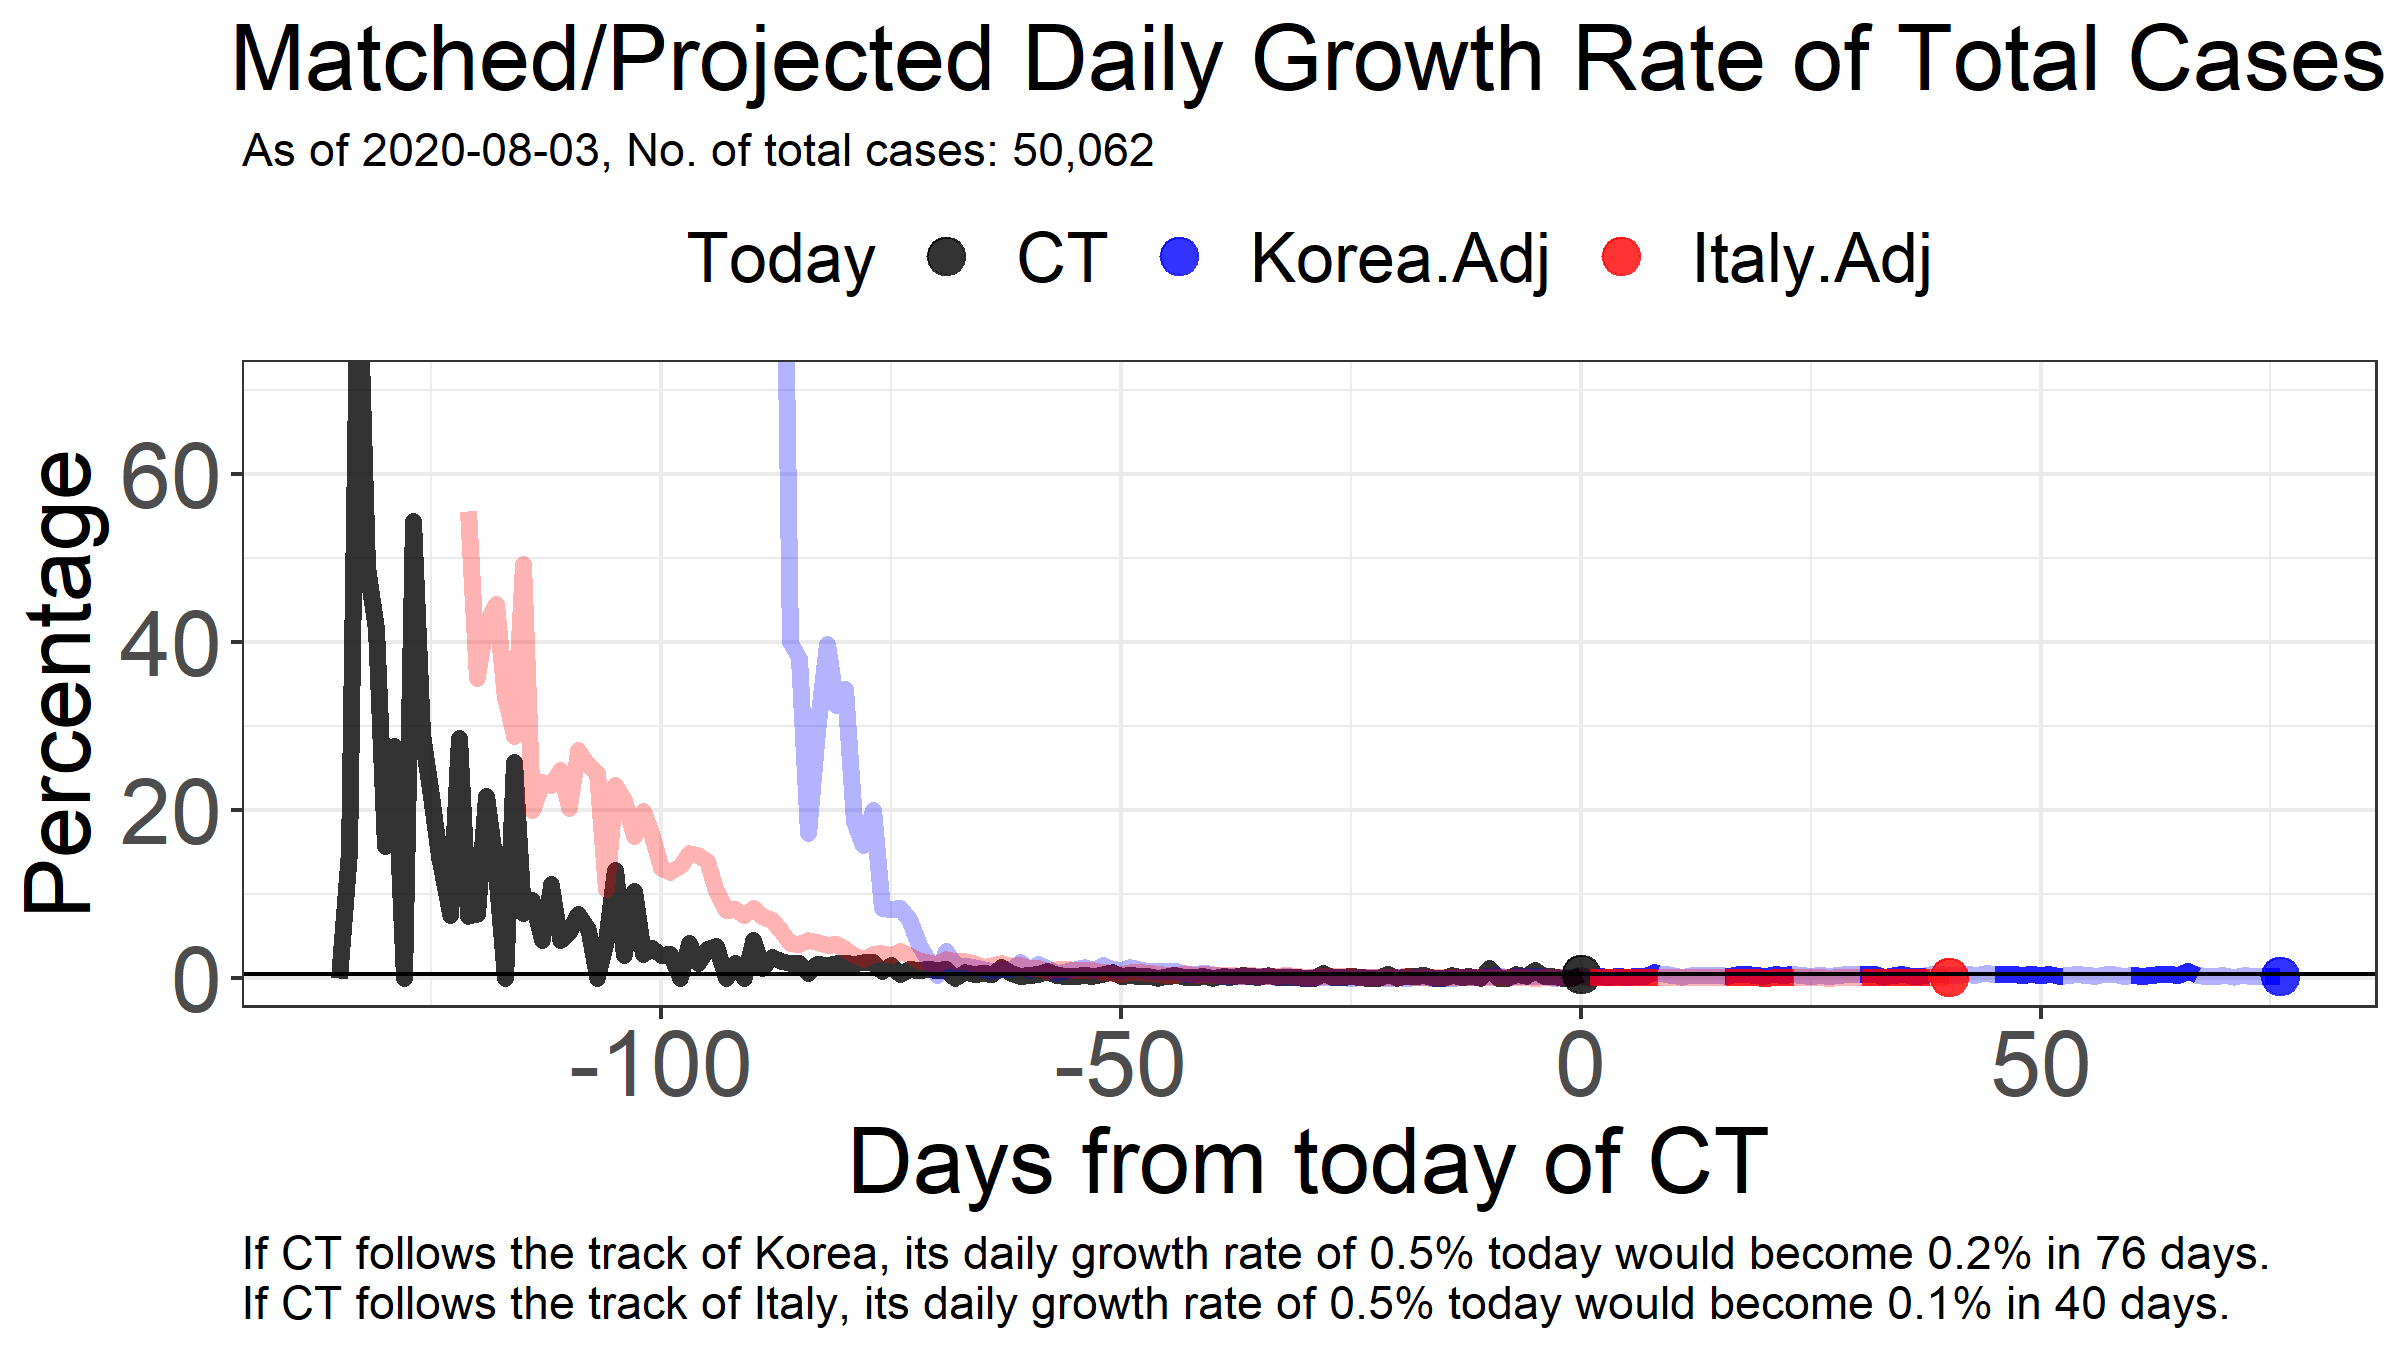 Matched/Projected Daily Growth Rate of Total Cases
As of 2020-08-03, No. of total cases: 50,062
Today CT Korea.Adj Italy.Adj
Percentage
60
40
20
0
-100 -50 0 50
Days from today of CT
If CT follows the track of Korea, its daily growth rate of 0.5% today would become 0.2% in 76 days.
If CT follows the track of Italy, its daily growth rate of 0.5% today would become 0.1% in 40 days.